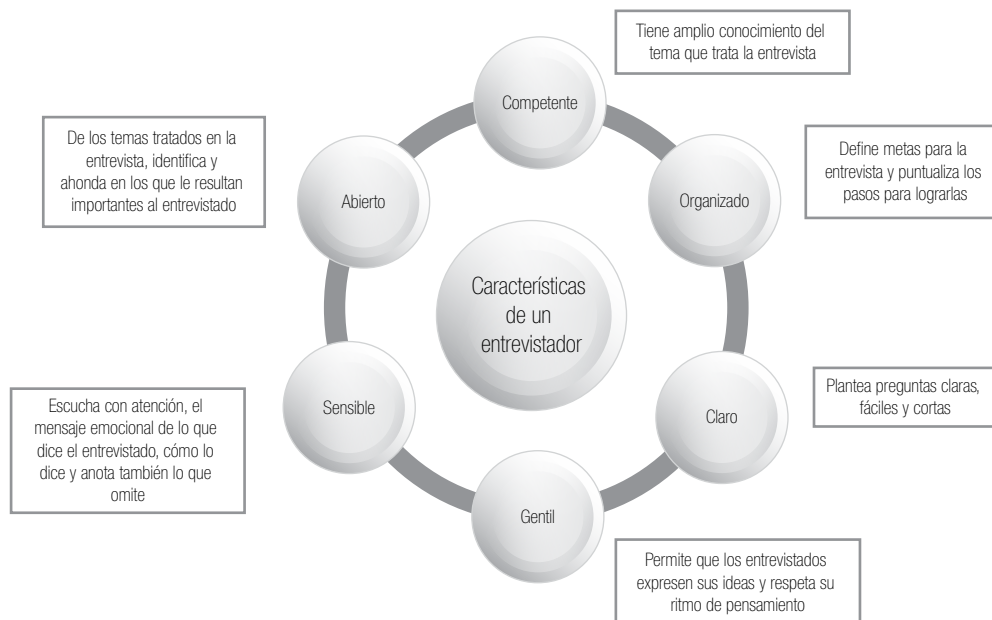 Tiene amplio conocimiento del
tema que trata la entrevista
Competente
De los temas tratados en la
entrevista, identifica y
ahonda en los que le resultan
importantes al entrevistado
Abierto
Organizado
Define metas para la
entrevista y puntualiza los
pasos para lograrlas
Características
de un
entrevistador
Sensible
Escucha con atención, el
mensaje emocional de lo que
dice el entrevistado, cómo lo
dice y anota también lo que
omite
Claro
Plantea preguntas claras,
fáciles y cortas
Gentil
Permite que los entrevistados
expresen sus ideas y respeta su
ritmo de pensamiento